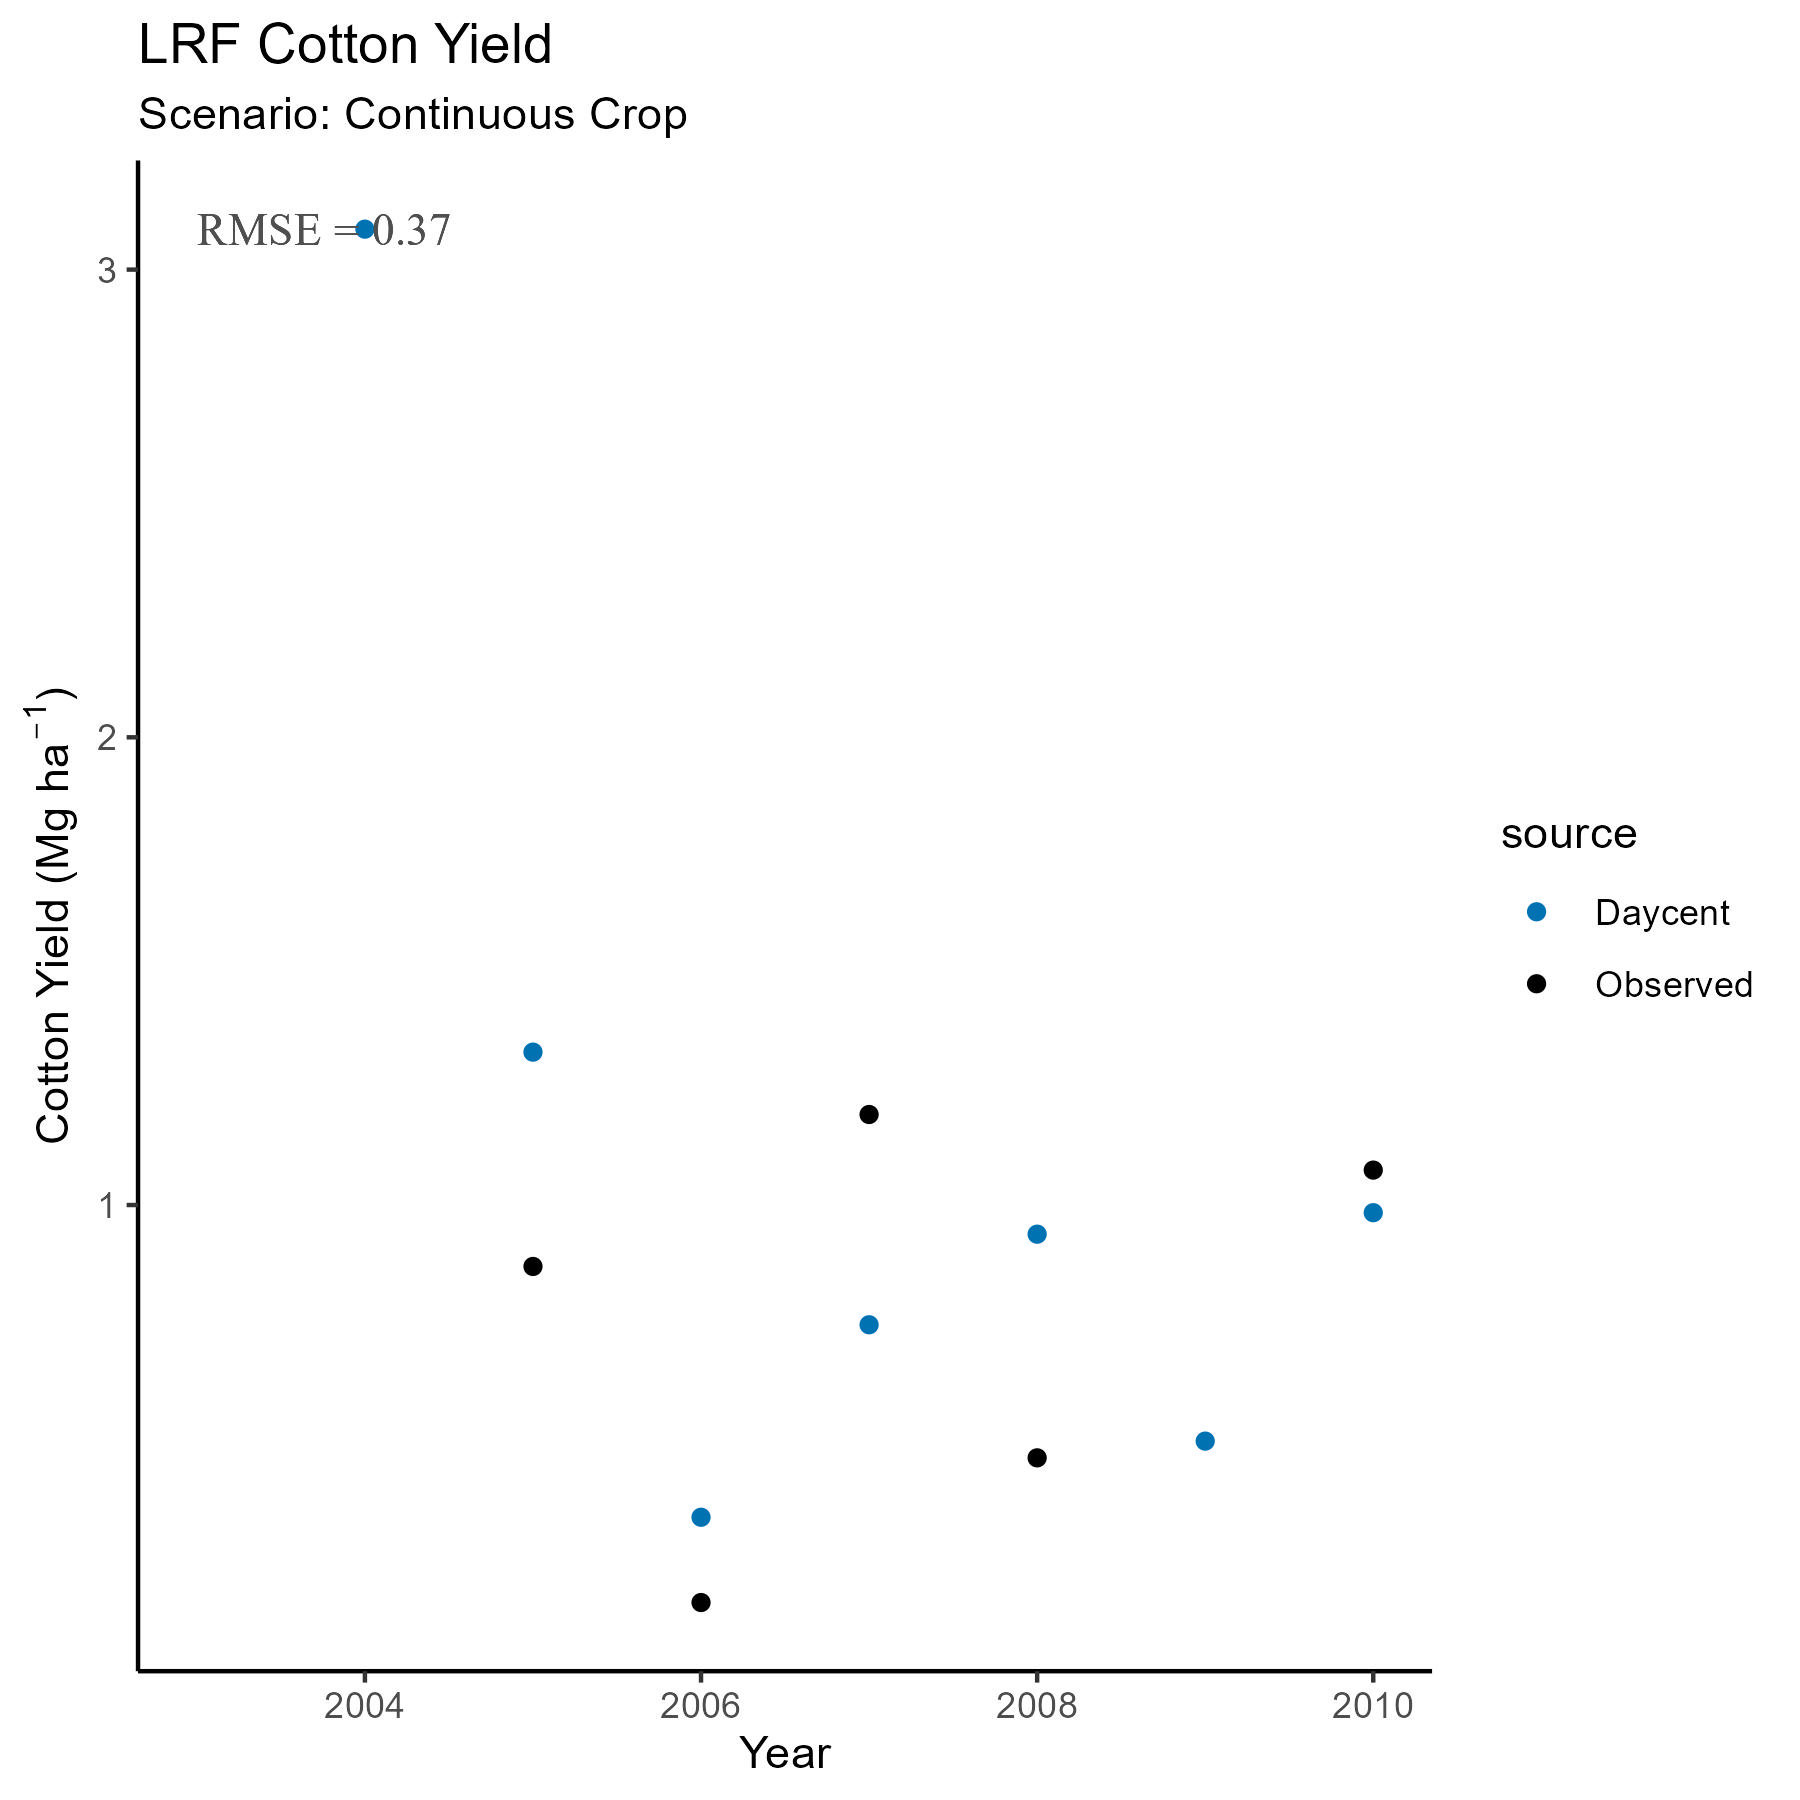 LRF Cotton Yield
Scenario: Continuous Crop
RMSE = 0.37
3
2
1
Cotton Yield (Mg ha⁻¹)
2004 2006 2008 2010
Year
source
Daycent
Observed